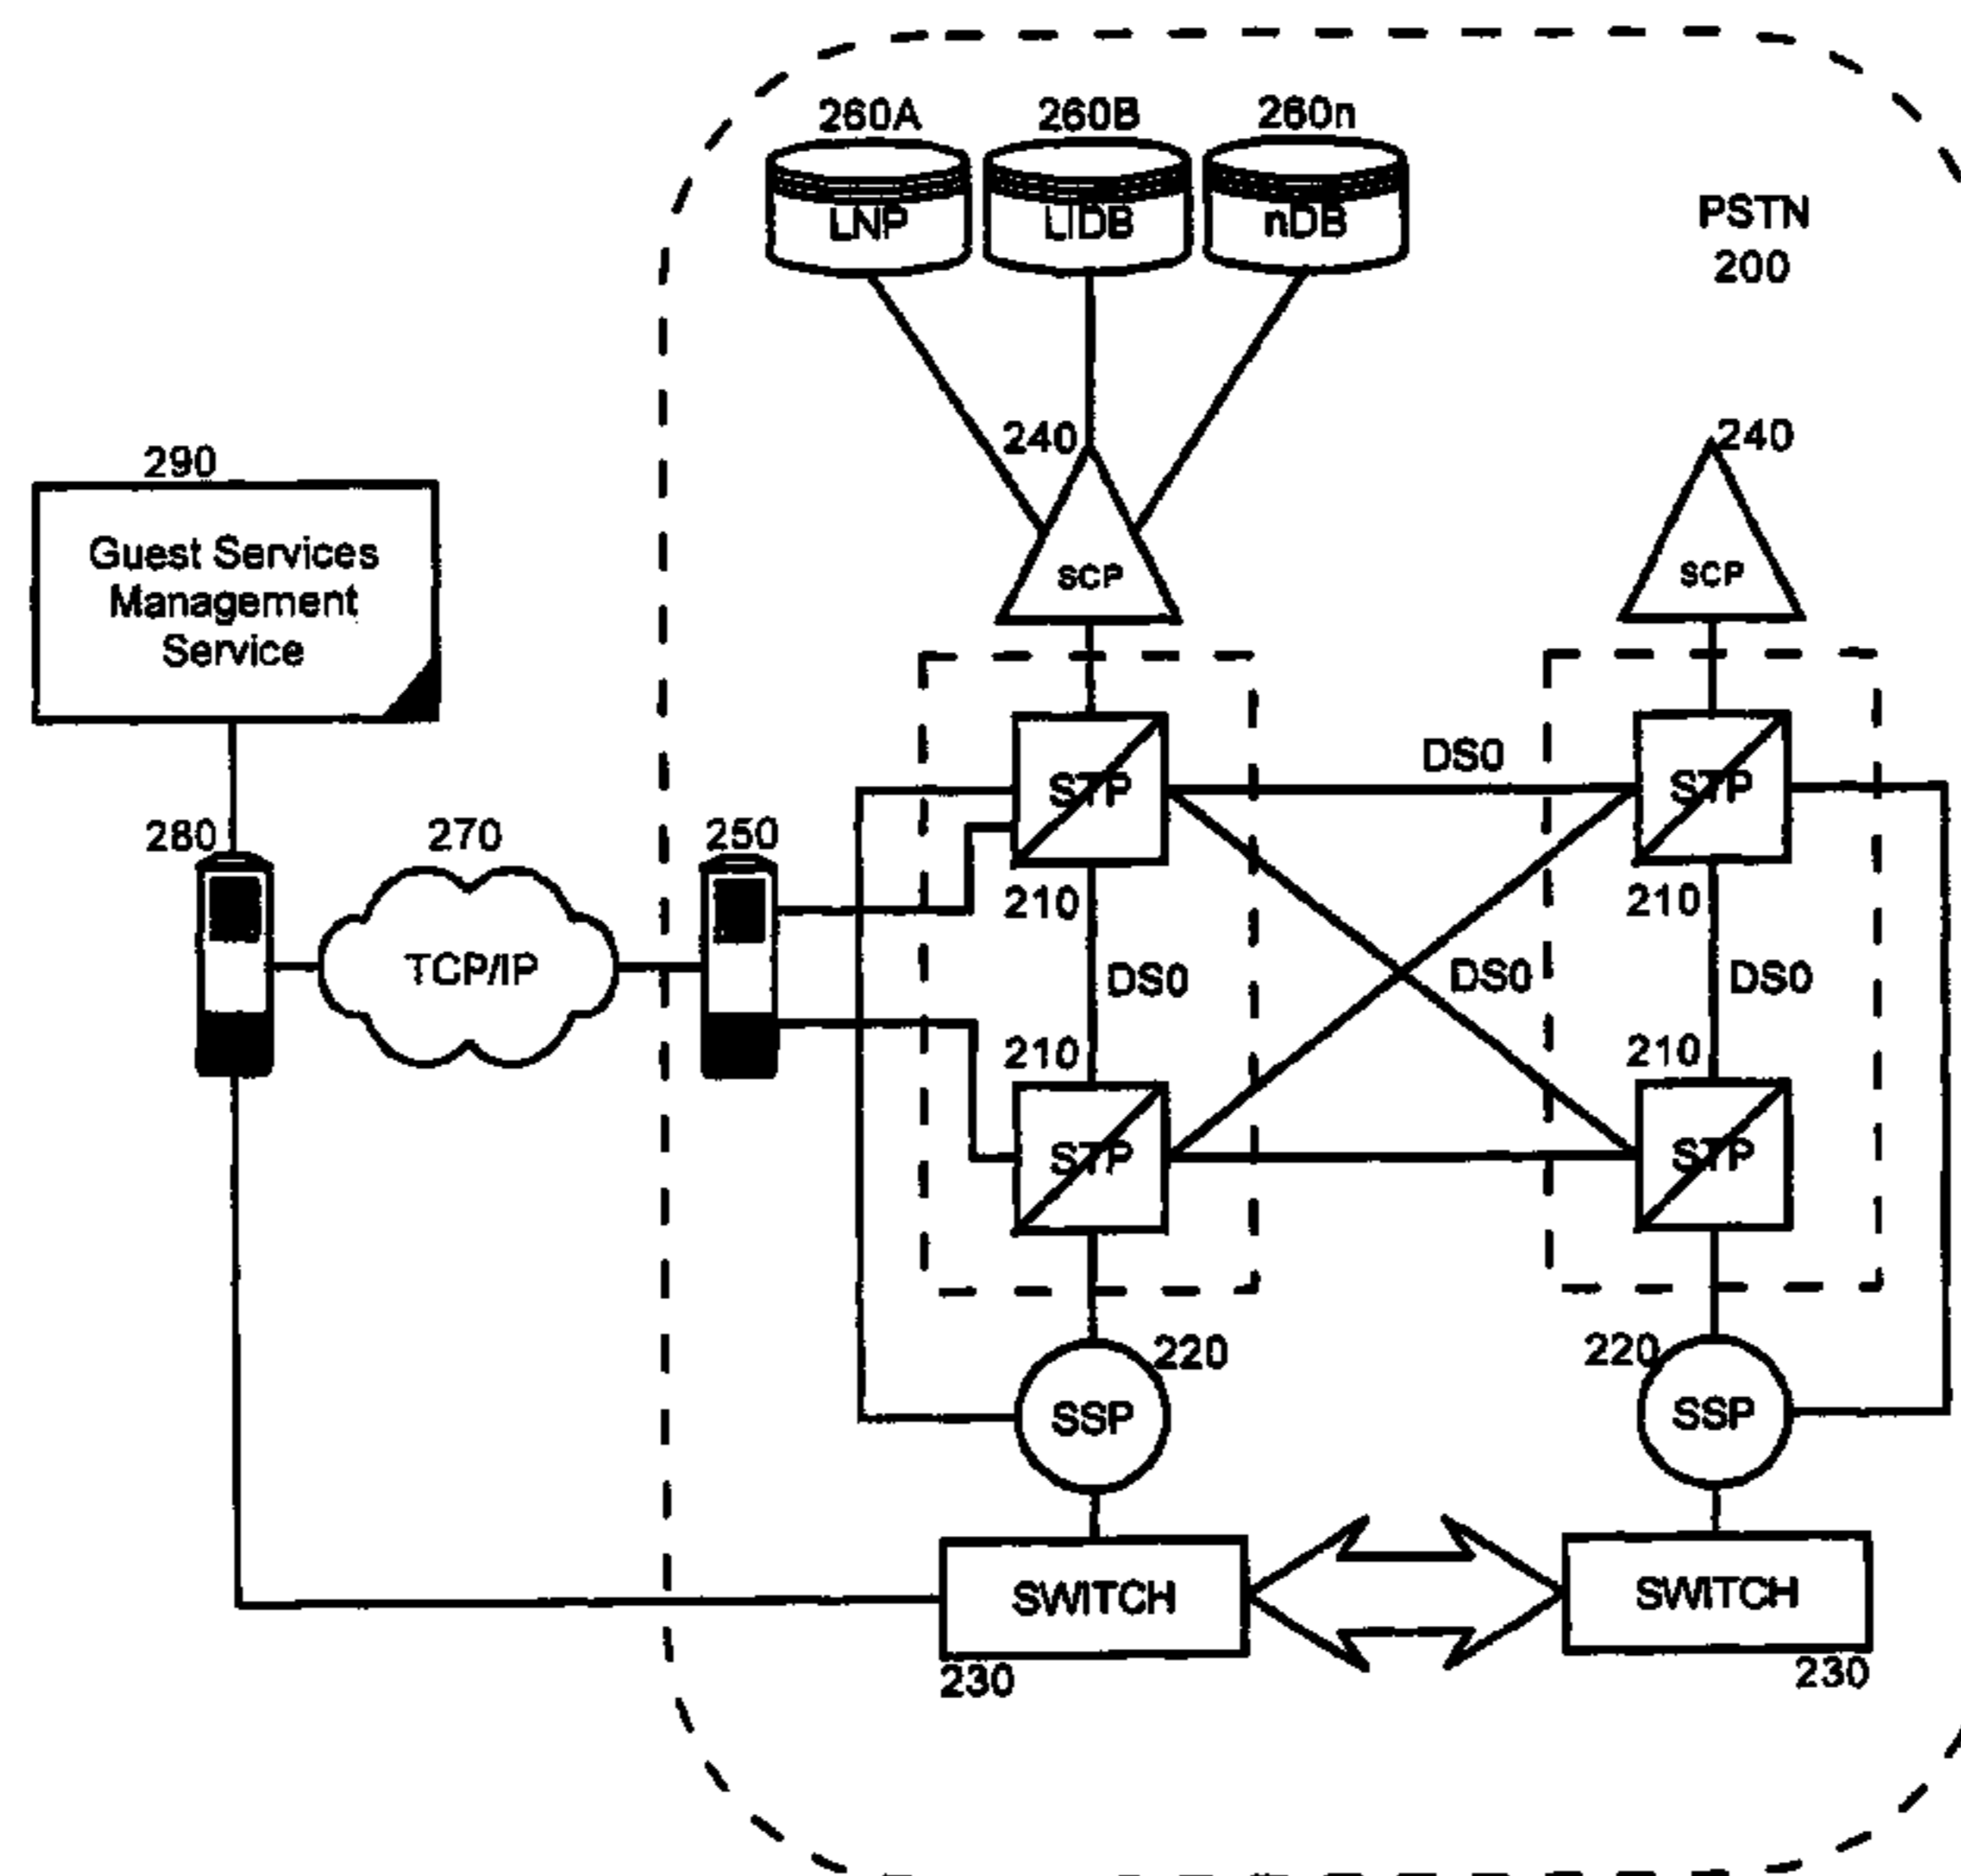 260A
260B
260n
LNP
LIDB
nDB
PSTN
200
240
240
SCP
SCP
290
Guest Services
Management
Service
STP
DS0
STP
280
270
250
210
210
TCP/IP
DS0
DS0
DS0
210
210
STP
STP
220
220
SSP
SSP
SWITCH
SWITCH
230
230